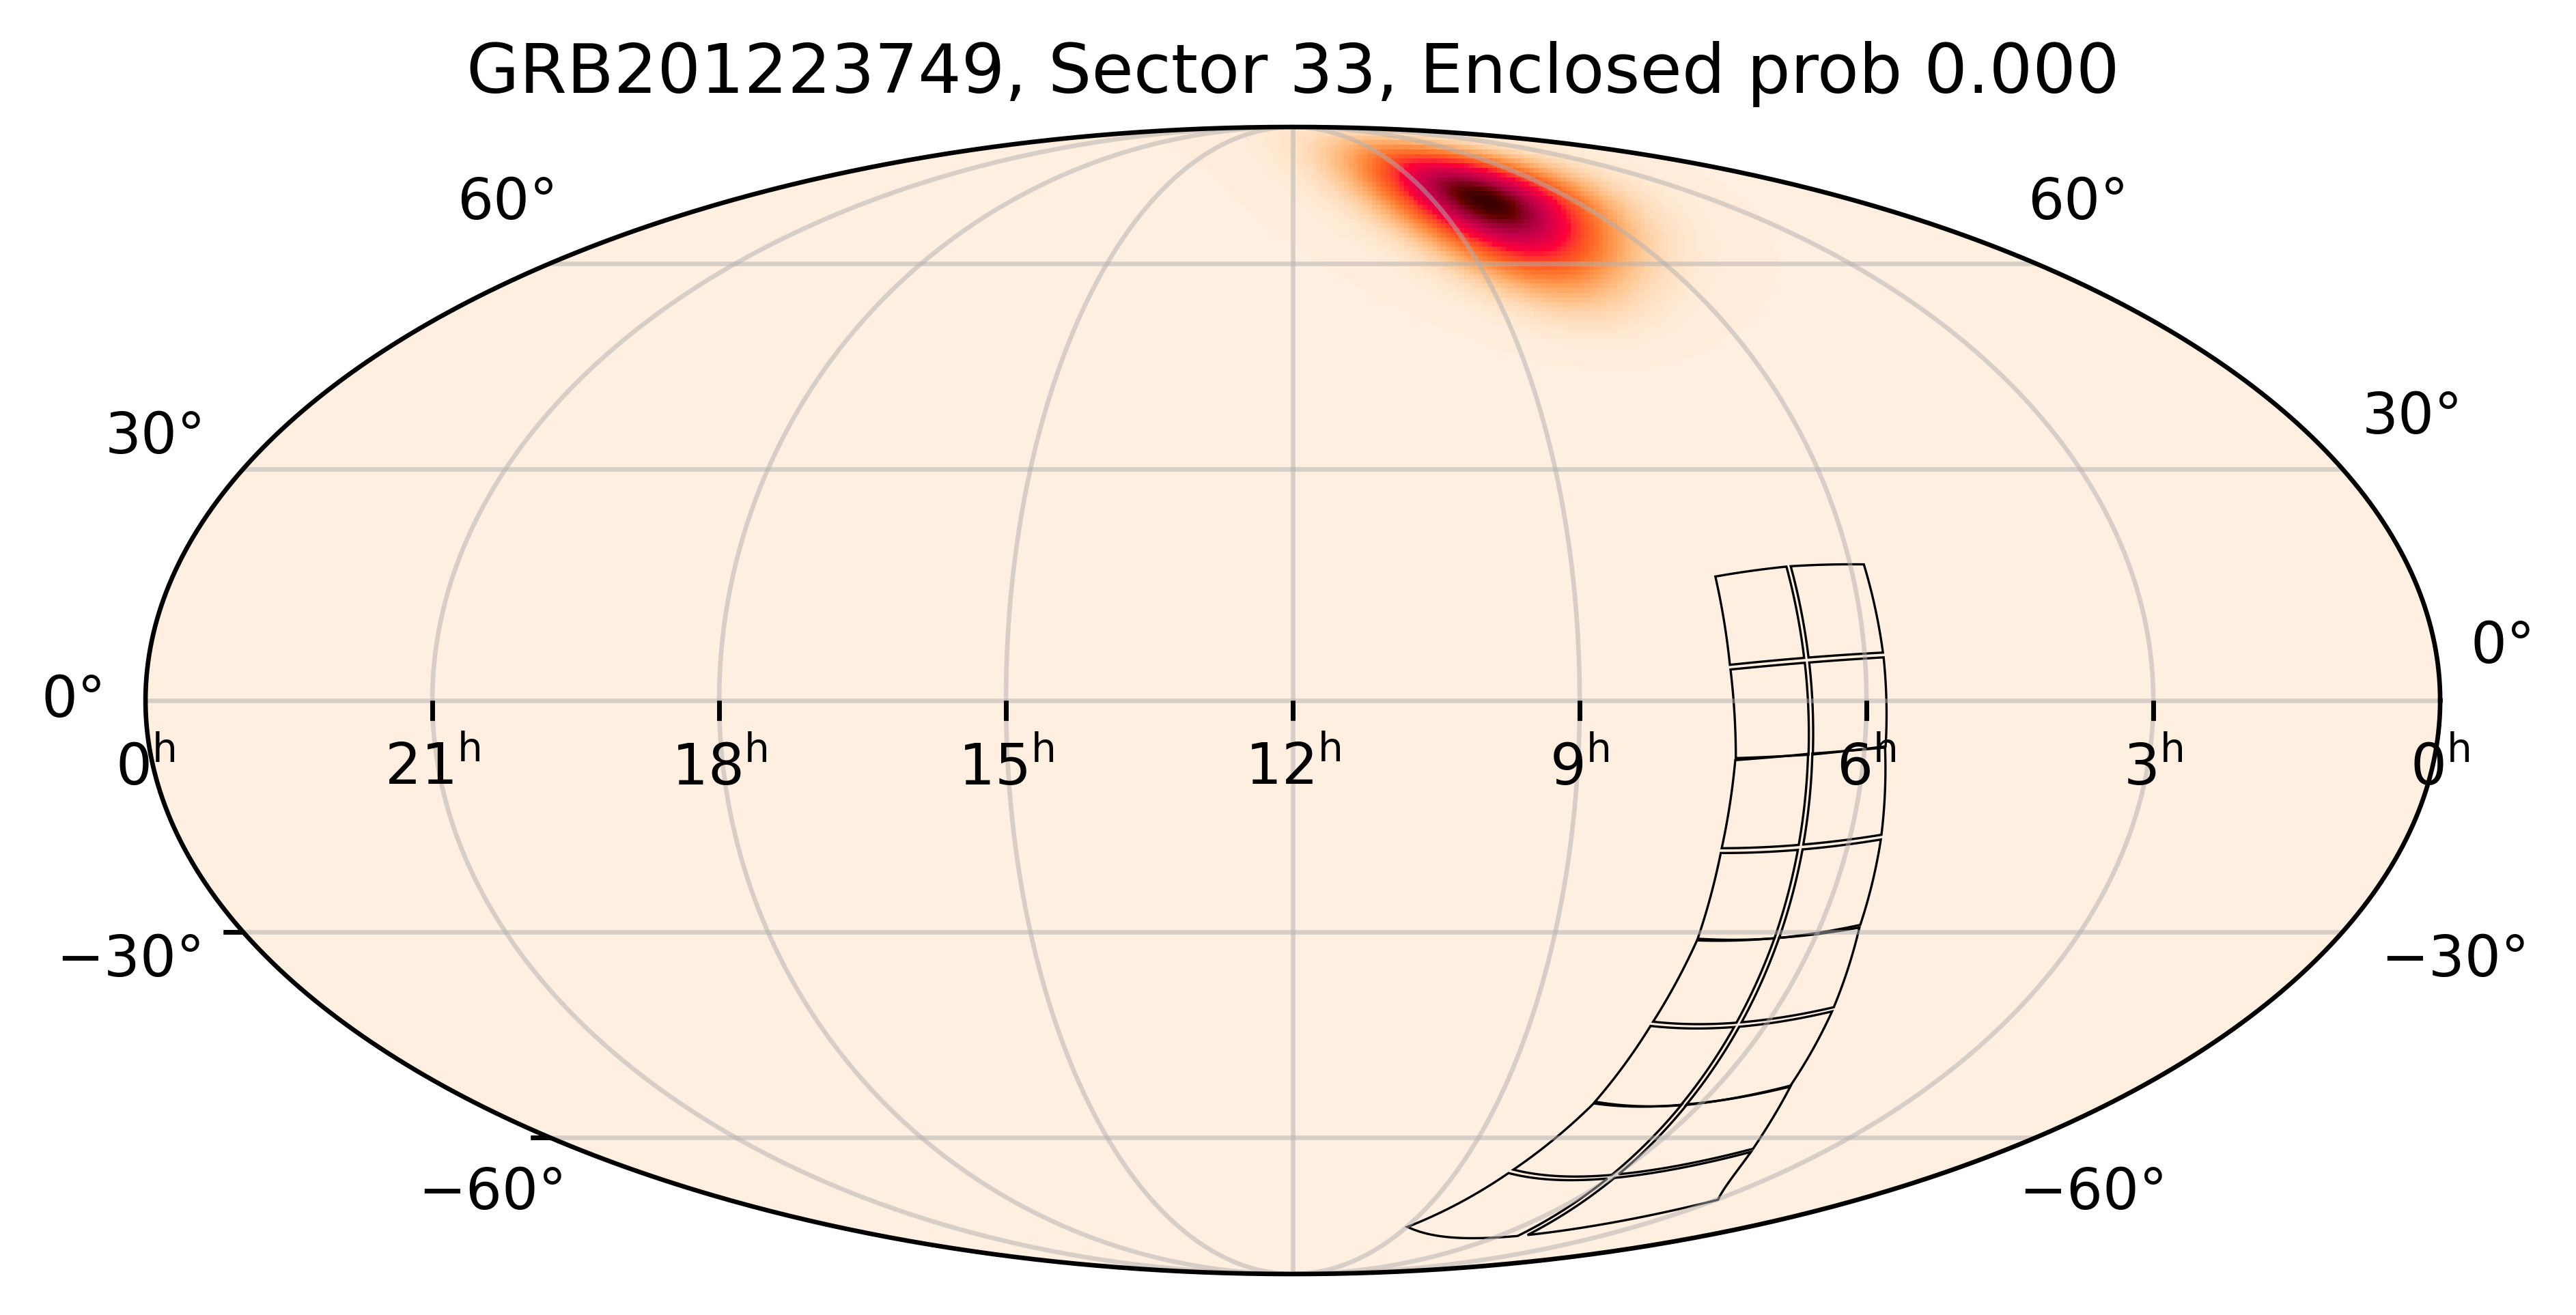 GRB201223749, Sector 33, Enclosed prob 0.000
60° 60°
30° 30°
0° 0°
0ʰ 21ʰ 18ʰ 15ʰ 12ʰ 9ʰ 6ʰ 3ʰ 0ʰ
−30° −30°
−60° −60°